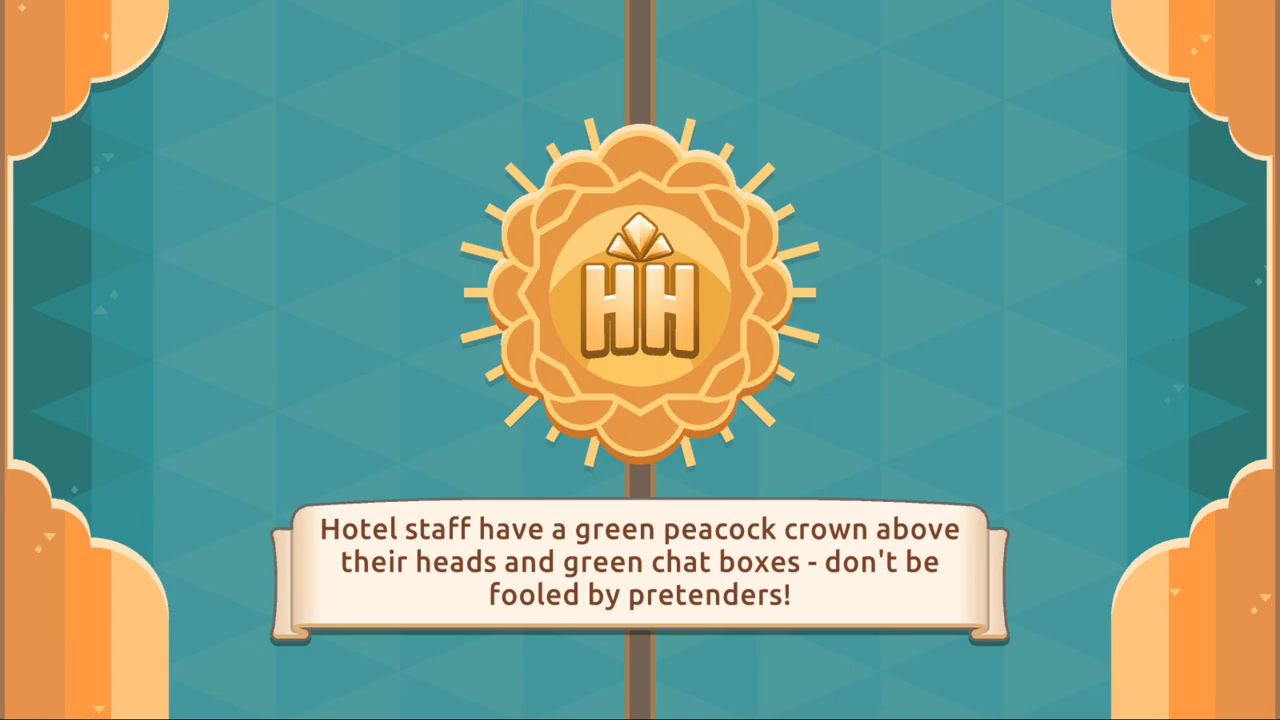 HH
Hotel staff have a green peacock crown above
their heads and green chat boxes - don't be
fooled by pretenders!